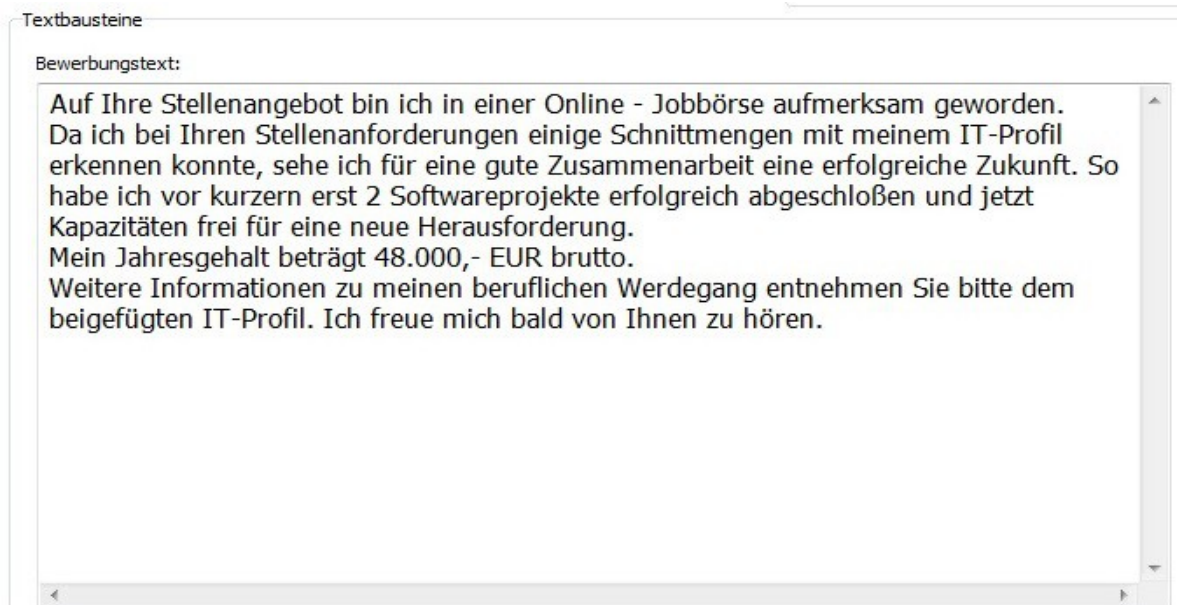 Textbausteine
Bewerbungstext:
Auf Ihre Stellenangebot bin ich in einer Online - Jobbörse aufmerksam geworden.
Da ich bei Ihren Stellenanforderungen einige Schnittmengen mit meinem IT-Profil
erkennen konnte, sehe ich für eine gute Zusammenarbeit eine erfolgreiche Zukunft. So
habe ich vor kurzern erst 2 Softwareprojekte erfolgreich abgeschloßen und jetzt
Kapazitäten frei für eine neue Herausforderung.
Mein Jahresgehalt beträgt 48.000,- EUR brutto.
Weitere Informationen zu meinen beruflichen Werdegang entnehmen Sie bitte dem
beigefügten IT-Profil. Ich freue mich bald von Ihnen zu hören.